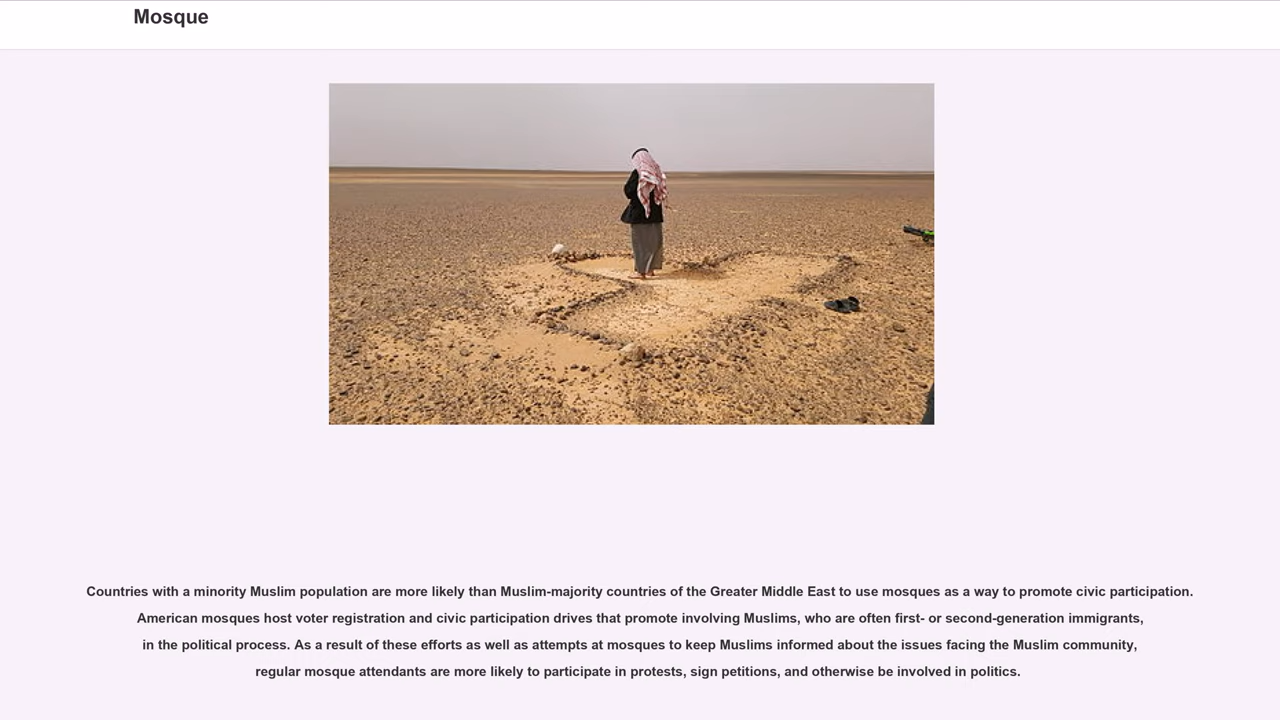 Mosque
Countries with a minority Muslim population are more likely than Muslim-majority countries of the Greater Middle East to use mosques as a way to promote civic participation.
American mosques host voter registration and civic participation drives that promote involving Muslims, who are often first- or second-generation immigrants,
in the political process. As a result of these efforts as well as attempts at mosques to keep Muslims informed about the issues facing the Muslim community,
regular mosque attendants are more likely to participate in protests, sign petitions, and otherwise be involved in politics.